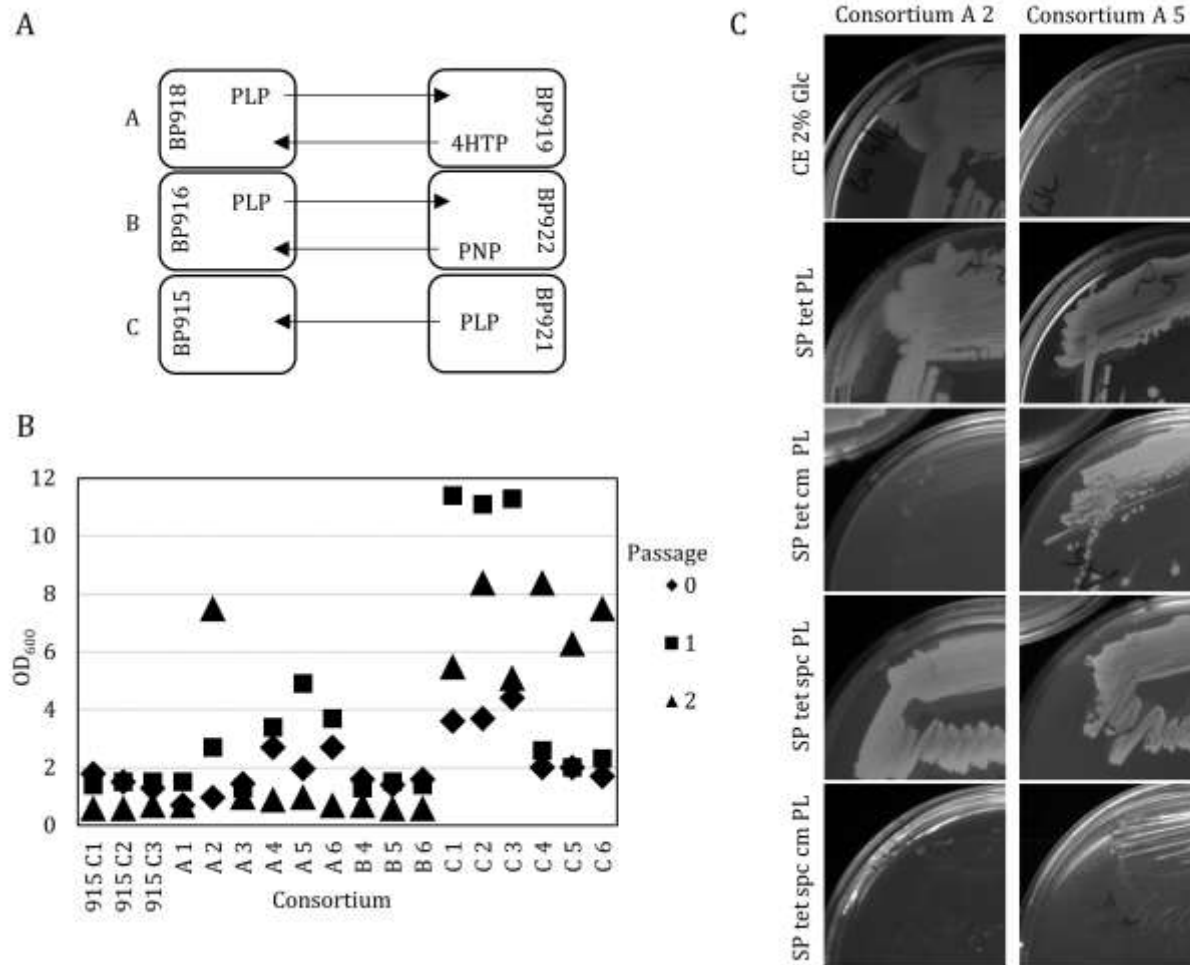 A
C
Consortium A 2
Consortium A 5
A
BP918
PLP
4HTP
BP919
B
BP916
PLP
PNP
BP922
C
BP915
PLP
BP921
CE 2% Glc
SP tet PL
SP tet cm PL
SP tet spc PL
SP tet spc cm PL
B
OD600
12
10
8
6
4
2
0
Passage
0
1
2
915 C1
915 C2
915 C3
A 1
A 2
A 3
A 4
A 5
A 6
B 4
B 5
B 6
C 1
C 2
C 3
C 4
C 5
C 6
Consortium